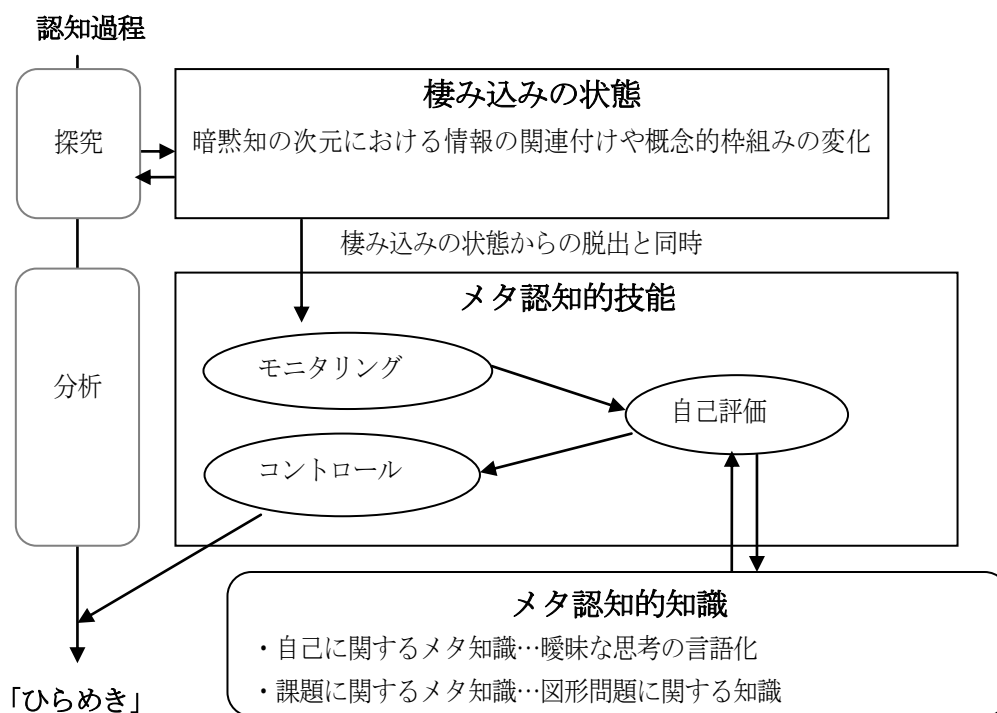 認知過程
棲み込みの状態
探究
暗黙知の次元における情報の関連付けや概念的枠組みの変化
棲み込みの状態からの脱出と同時
メタ認知的技能
モニタリング
分析
自己評価
コントロール
メタ認知的知識
・自己に関するメタ知識…曖昧な思考の言語化
・課題に関するメタ知識…図形問題に関する知識
「ひらめき」